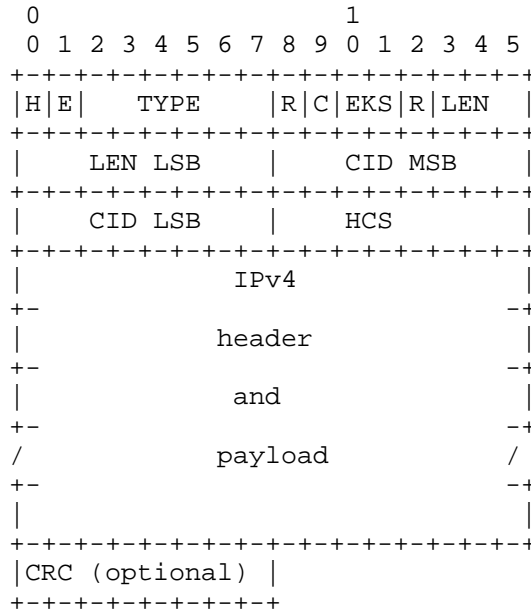 0                   1
 0 1 2 3 4 5 6 7 8 9 0 1 2 3 4 5
+-+-+-+-+-+-+-+-+-+-+-+-+-+-+-+-+
|H|E|   TYPE    |R|C|EKS|R|LEN  |
+-+-+-+-+-+-+-+-+-+-+-+-+-+-+-+-+
|    LEN LSB    |    CID MSB    |
+-+-+-+-+-+-+-+-+-+-+-+-+-+-+-+-+
|    CID LSB    |    HCS        |
+-+-+-+-+-+-+-+-+-+-+-+-+-+-+-+-+
|             IPv4              |
+-                             -+
|            header             |
+-                             -+
|             and               |
+-                             -+
/            payload            /
+-                             -+
|                               |
+-+-+-+-+-+-+-+-+-+-+-+-+-+-+-+-+
|CRC (optional) |
+-+-+-+-+-+-+-+-+